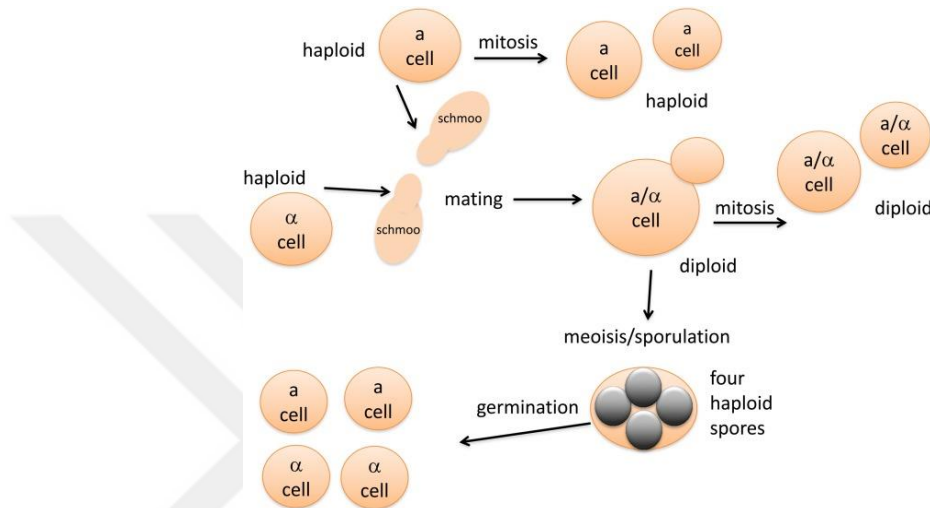 a
cell
haploid
mitosis
a
cell
a
cell
haploid
schmoo
haploid
α
cell
schmoo
mating
a/α
cell
mitosis
a/α
cell
a/α
cell
diploid
diploid
meoisis/sporulation
four
haploid
spores
germination
a
cell
a
cell
α
cell
α
cell